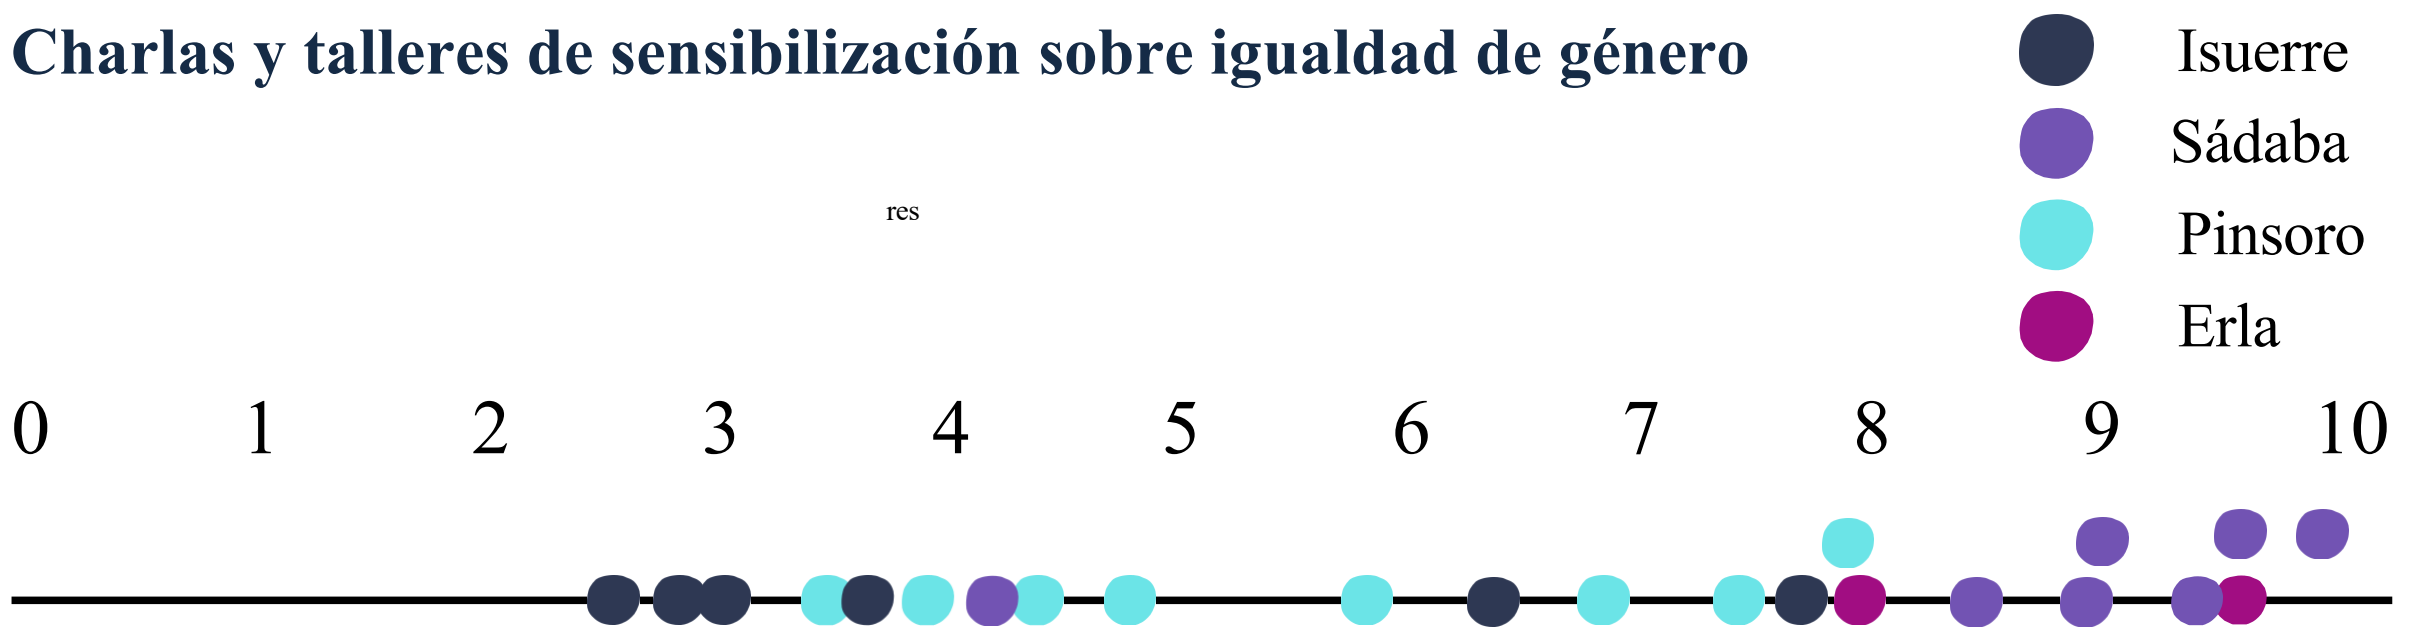 Charlas y talleres de sensibilización sobre igualdad de género
Isuerre
Sádaba
res
Pinsoro
Erla
0 1 2 3 4 5 6 7 8 9 10